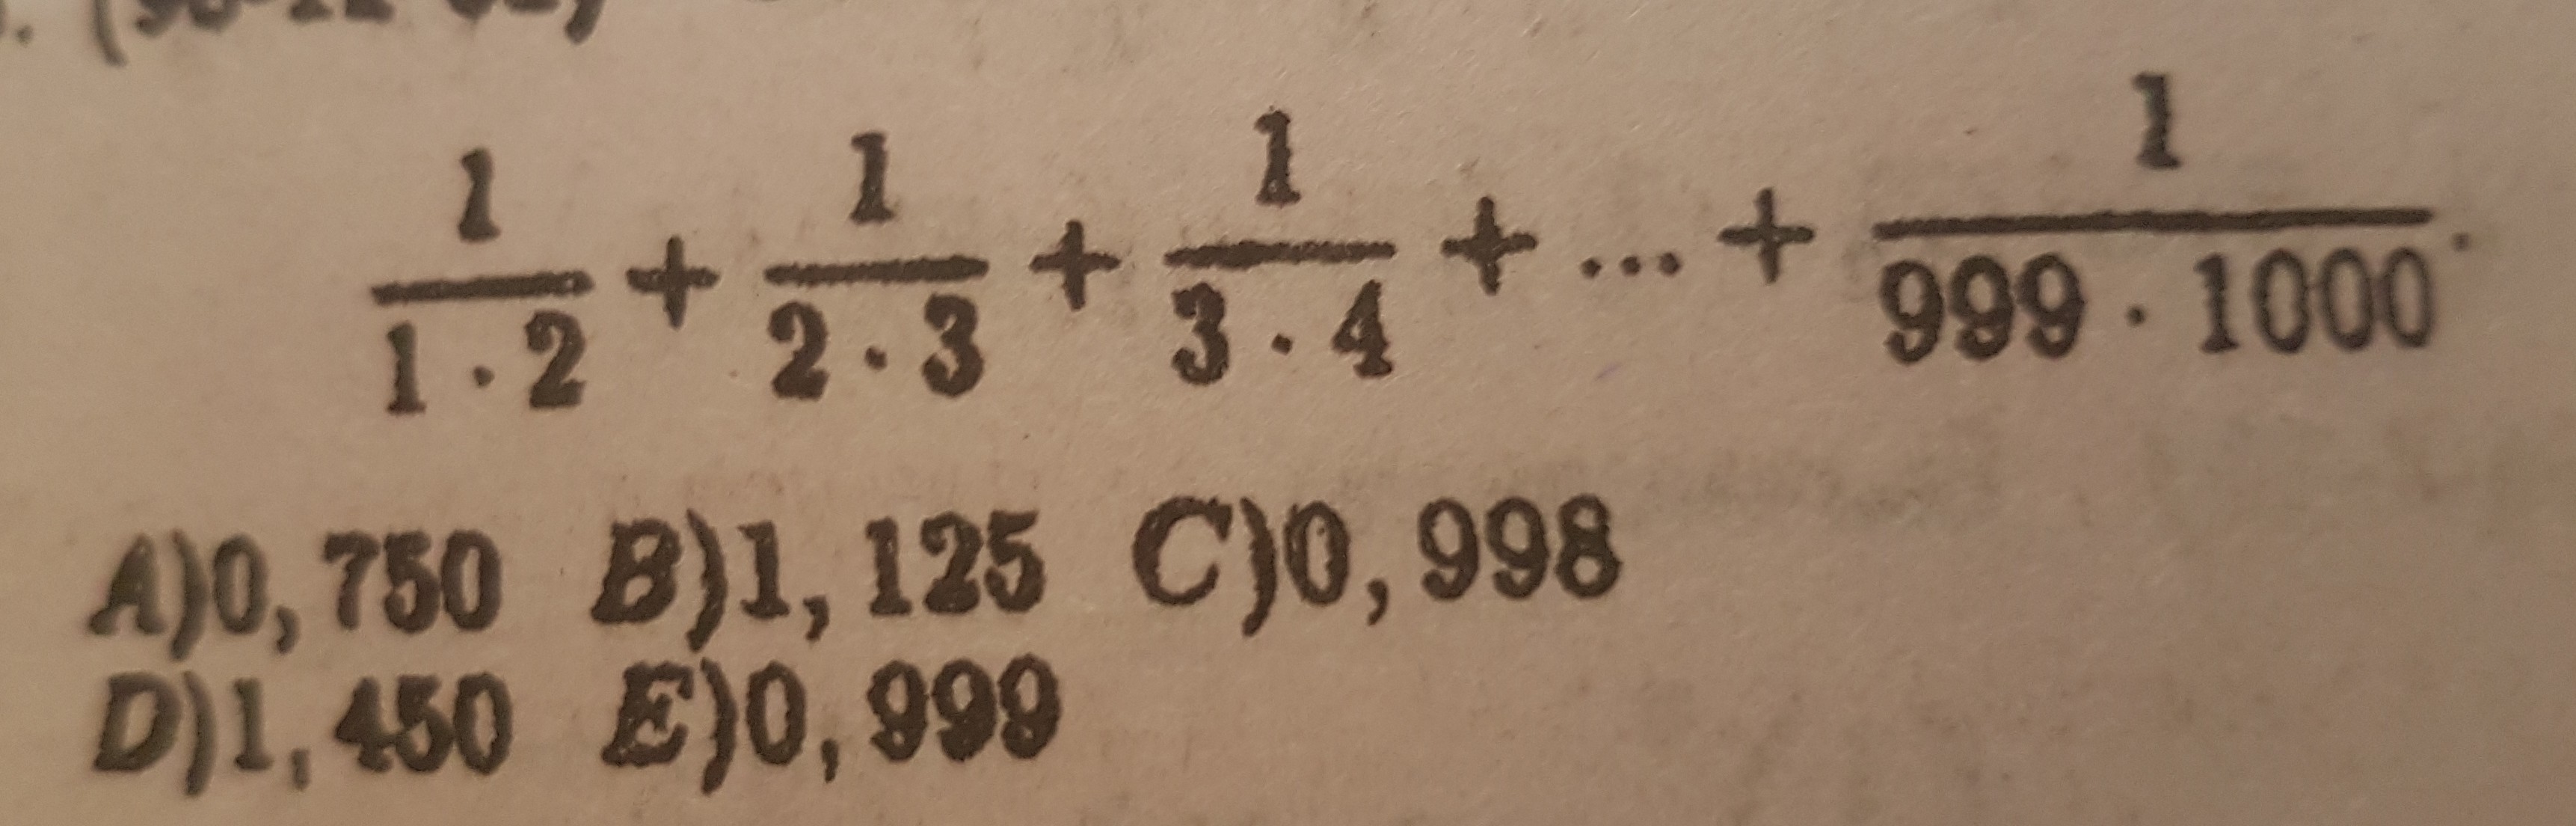 1/(1 · 2) + 1/(2 · 3) + 1/(3 · 4) + ... + 1/(999 · 1000).
A)0, 750 B)1, 125 C)0, 998
D)1, 450 E)0, 999